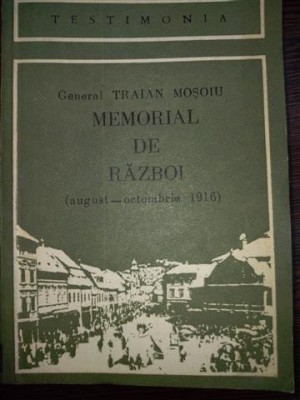 TESTIMONIA
General TRAIAN MOȘOIU
MEMORIAL
DE
RĂZBOI
(august — octombrie 1916)